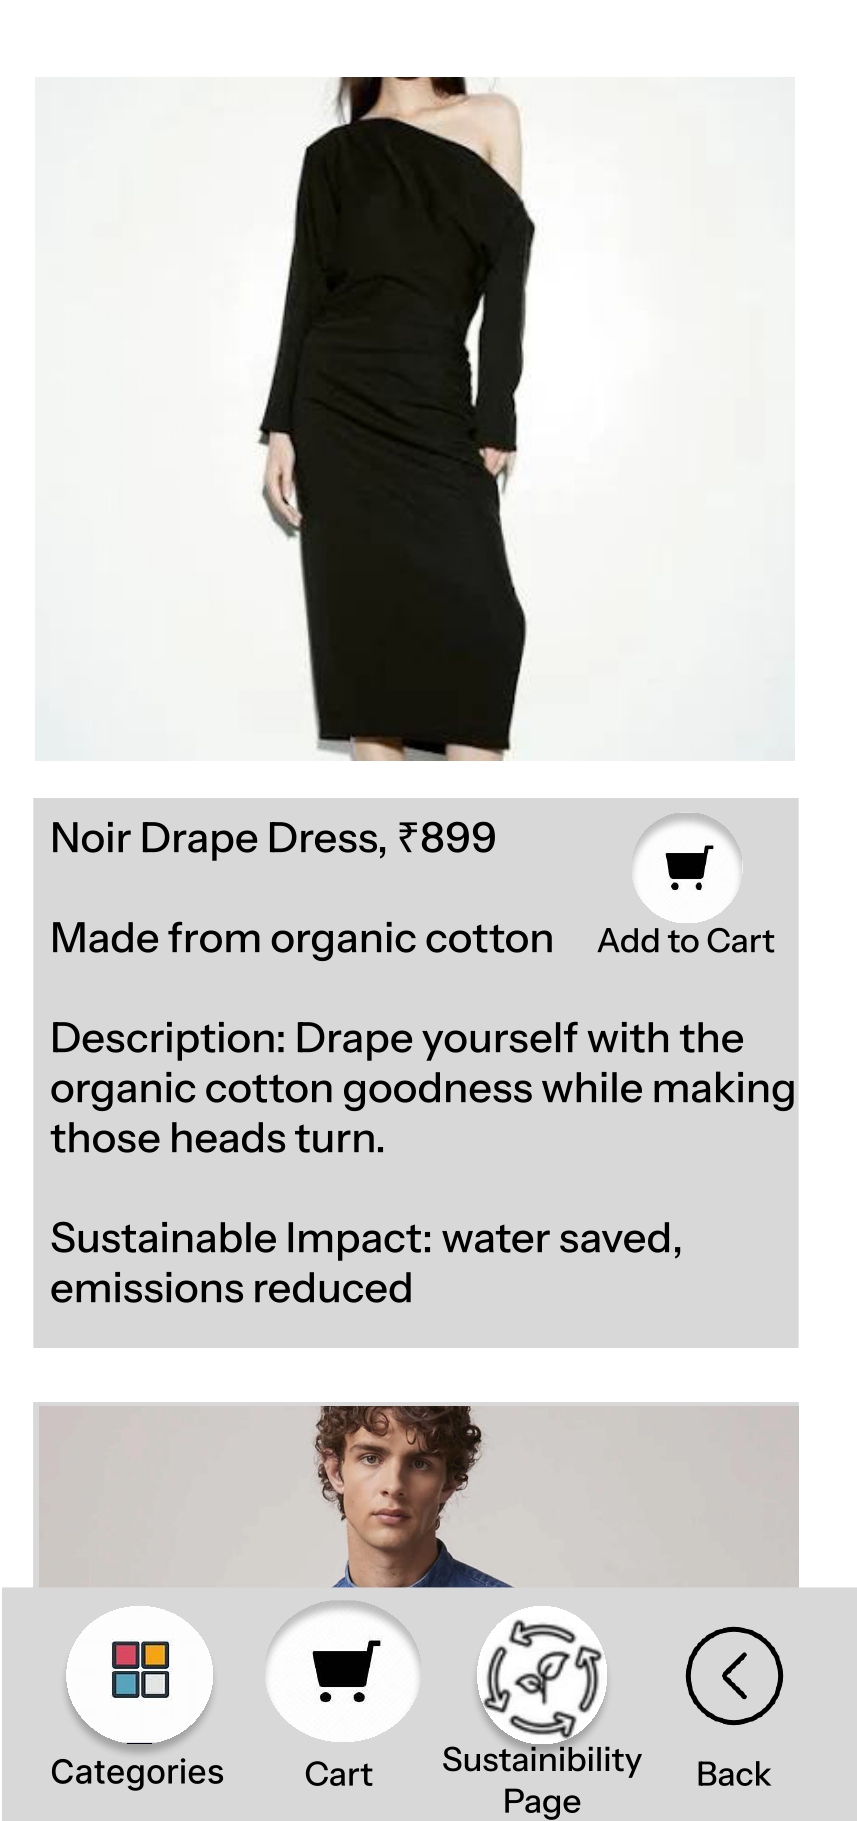 Noir Drape Dress, ₹899
Made from organic cotton
Add to Cart
Description: Drape yourself with the
organic cotton goodness while making
those heads turn.
Sustainable Impact: water saved,
emissions reduced
Categories
Cart
Sustainibility
Page
Back